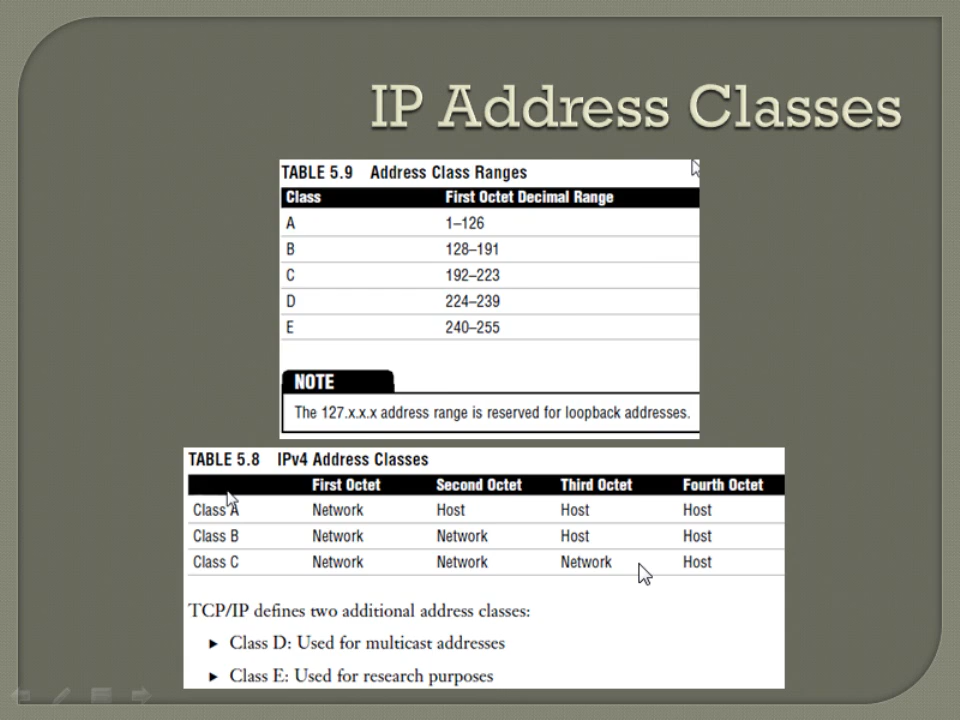 IP Address Classes
TABLE 5.9 Address Class Ranges
Class First Octet Decimal Range
A 1–126
B 128–191
C 192–223
D 224–239
E 240–255
NOTE
The 127.x.x.x address range is reserved for loopback addresses.
TABLE 5.8 IPv4 Address Classes
First Octet Second Octet Third Octet Fourth Octet
Class A Network Host Host Host
Class B Network Network Host Host
Class C Network Network Network Host
TCP/IP defines two additional address classes:
► Class D: Used for multicast addresses
► Class E: Used for research purposes